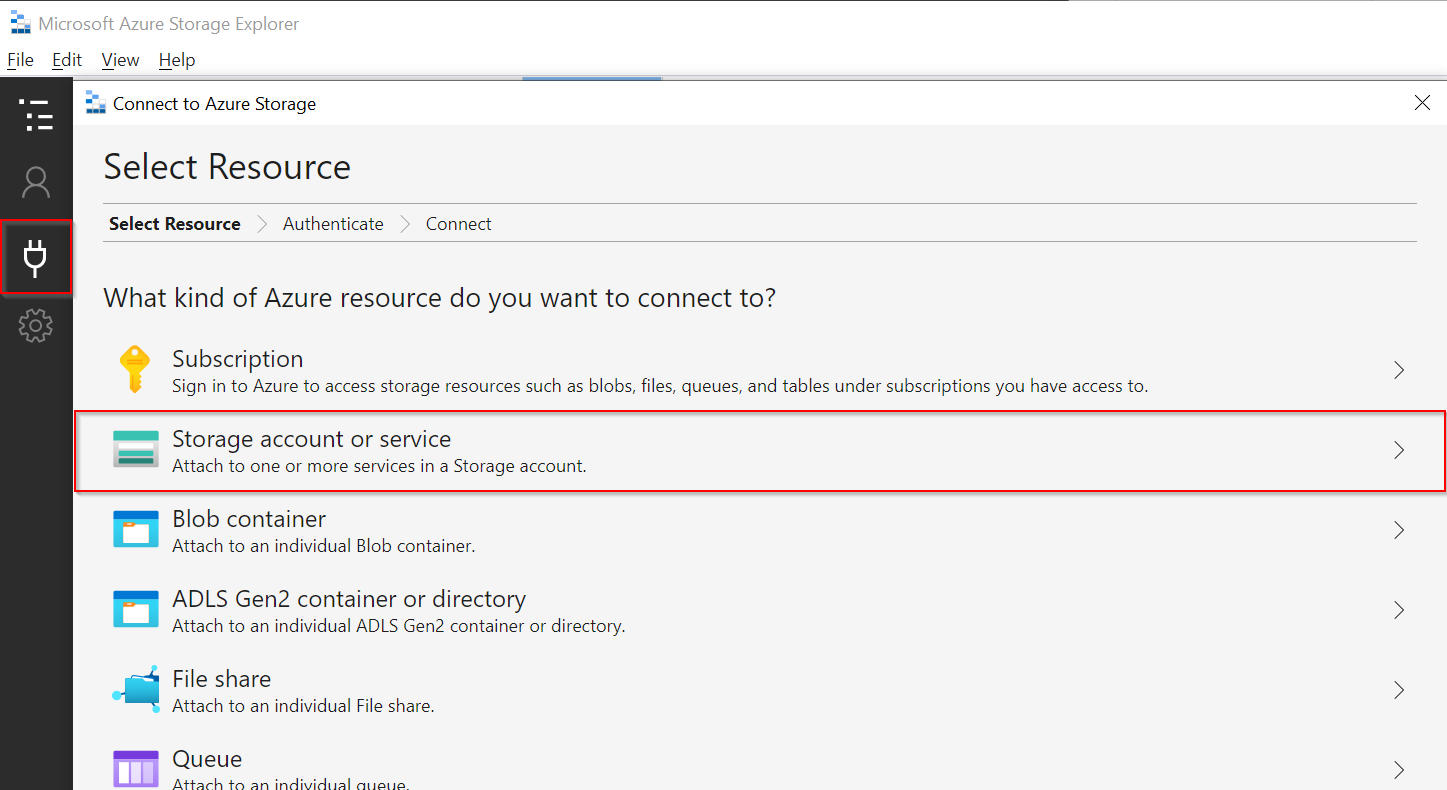 Microsoft Azure Storage Explorer
File Edit View Help
Connect to Azure Storage
Select Resource
Select Resource Authenticate Connect
What kind of Azure resource do you want to connect to?
Subscription
Sign in to Azure to access storage resources such as blobs, files, queues, and tables under subscriptions you have access to.
Storage account or service
Attach to one or more services in a Storage account.
Blob container
Attach to an individual Blob container.
ADLS Gen2 container or directory
Attach to an individual ADLS Gen2 container or directory.
File share
Attach to an individual File share.
Queue
Attach to an individual queue.